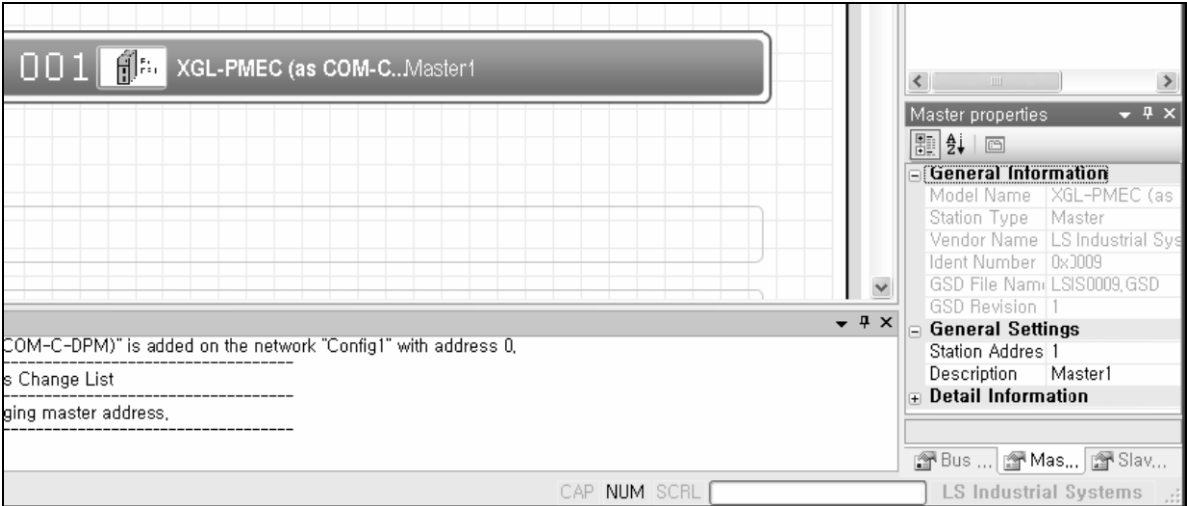 001 XGL-PMEC (as COM-C...Master1
COM-C-DPM)" is added on the network "Config1" with address 0,
s Change List
ging master address,
Master properties
General Information
Model Name XGL-PMEC (as
Station Type Master
Vendor Name LS Industrial Sys
Ident Number 0x0009
GSD File Nam LSIS0009,GSD
GSD Revision 1
General Settings
Station Addres 1
Description Master1
Detail Information
Bus ... Mas... Slav...
CAP NUM SCRL LS Industrial Systems